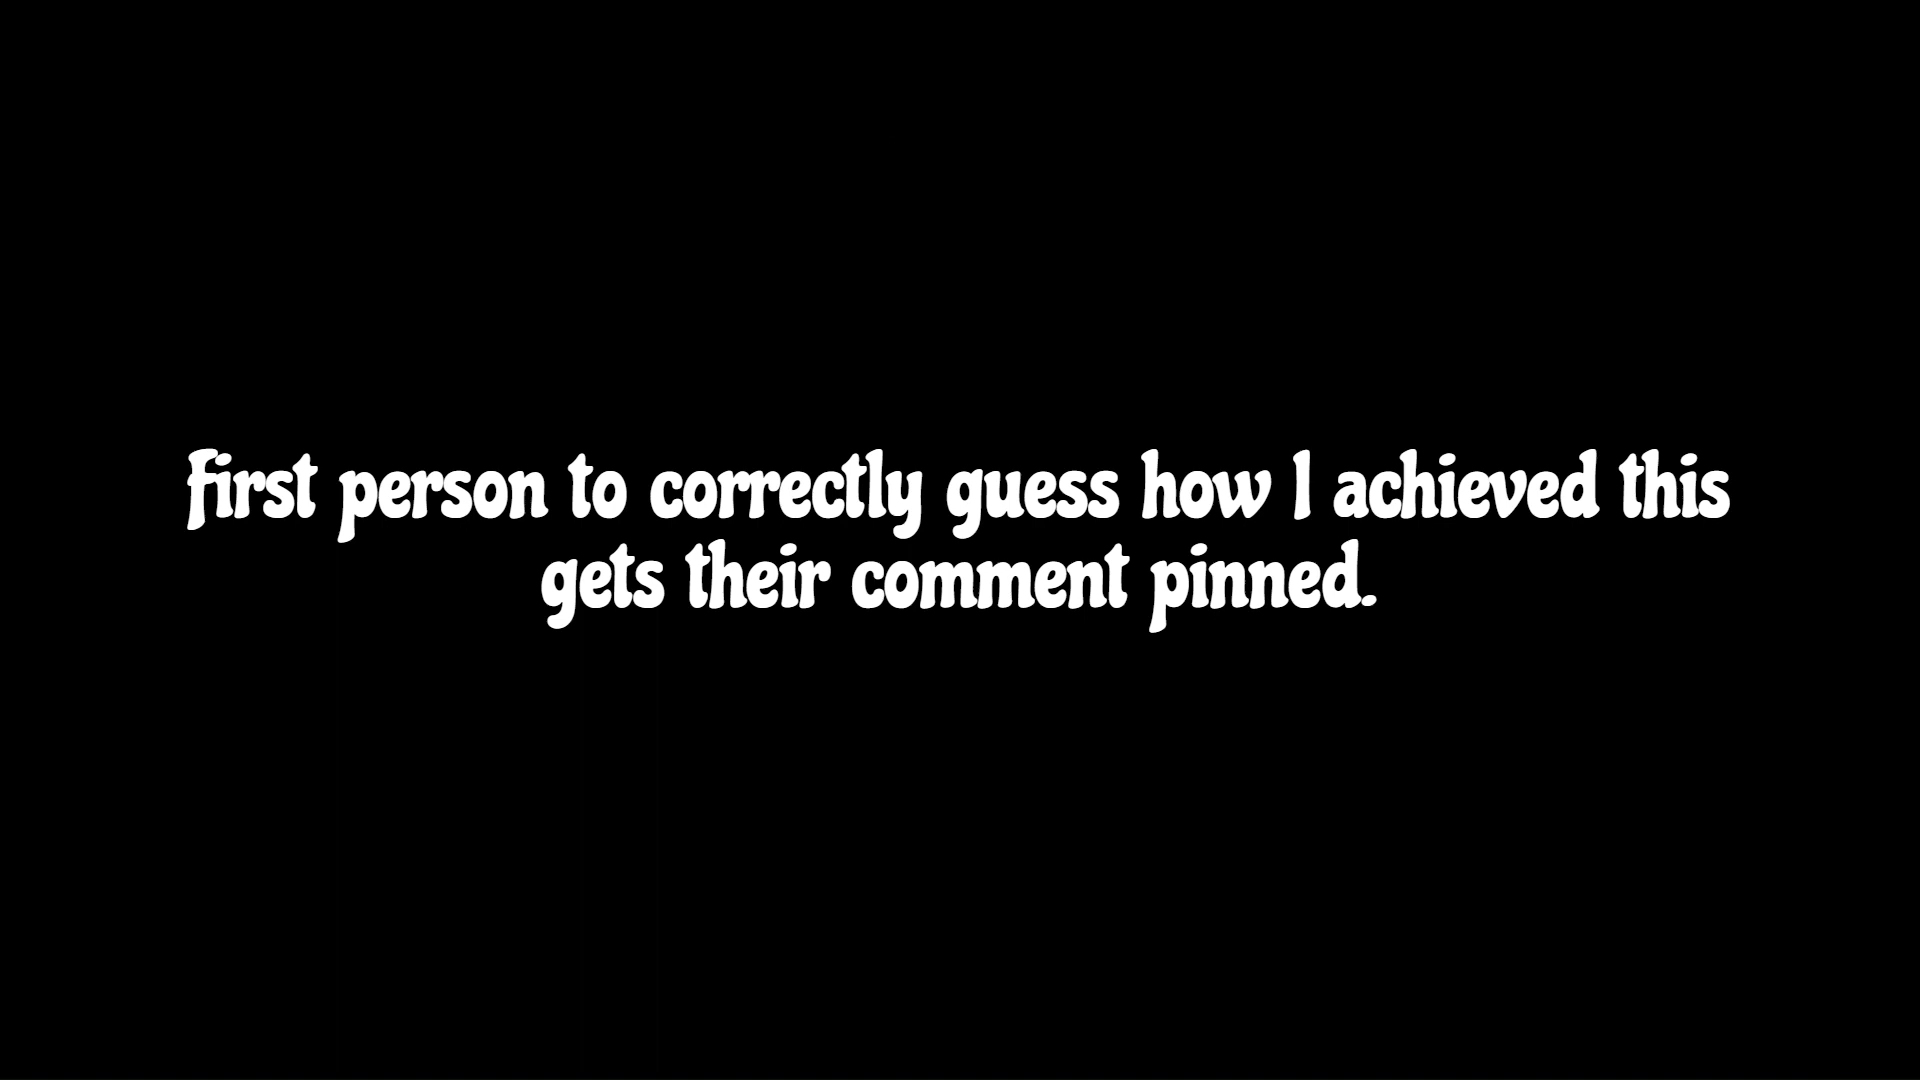 First person to correctly guess how I achieved this
gets their comment pinned.